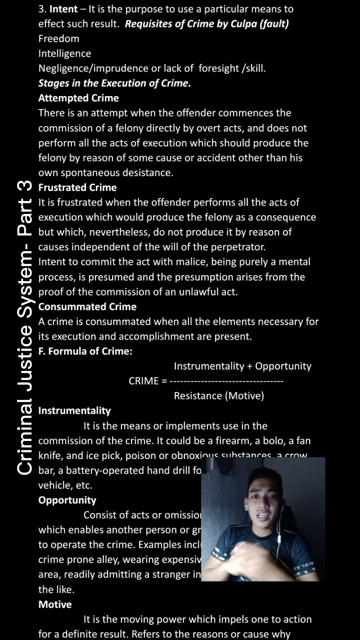 3. Intent – It is the purpose to use a particular means to
effect such result. Requisites of Crime by Culpa (fault)
Freedom
Intelligence
Negligence/imprudence or lack of foresight /skill.
Stages in the Execution of Crime.
Attempted Crime
There is an attempt when the offender commences the
commission of a felony directly by overt acts, and does not
perform all the acts of execution which should produce the
felony by reason of some cause or accident other than his
own spontaneous desistance.
Frustrated Crime
It is frustrated when the offender performs all the acts of
execution which would produce the felony as a consequence
but which, nevertheless, do not produce it by reason of
causes independent of the will of the perpetrator.
Intent to commit the act with malice, being purely a mental
process, is presumed and the presumption arises from the
proof of the commission of an unlawful act.
Consummated Crime
A crime is consummated when all the elements necessary for
its execution and accomplishment are present.
F. Formula of Crime:
Instrumentality + Opportunity
CRIME = ----------------------------------
Resistance (Motive)
Instrumentality
It is the means or implements use in the
commission of the crime. It could be a firearm, a bolo, a fan
knife, and ice pick, poison or obnoxious substances, a crow
bar, a battery-operated hand drill
vehicle, etc.
Opportunity
Consist of acts or
which enables another person or
to operate the crime. Examples
crime prone alley, wearing
area, readily admitting a stranger
the like.
Motive
It is the moving power which impels one to action
for a definite result. Refers to the reasons or cause why
Criminal Justice System- Part 3